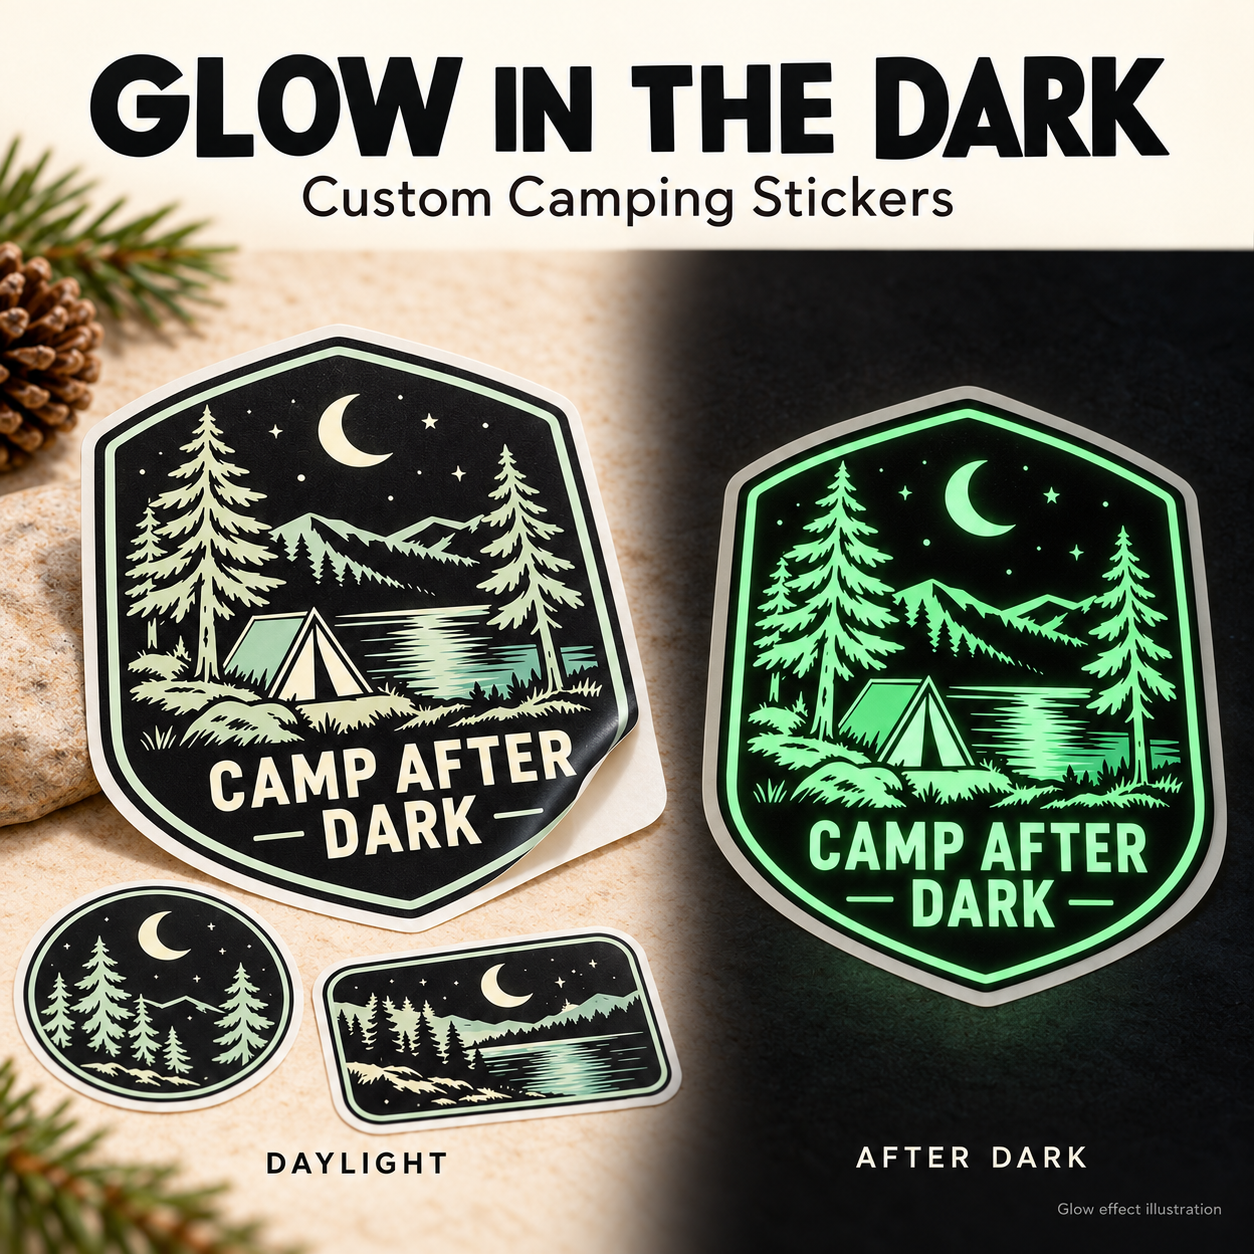 GLOW IN THE DARK
Custom Camping Stickers
CAMP AFTER
DARK
CAMP AFTER
DARK
DAYLIGHT
AFTER DARK
Glow effect illustration